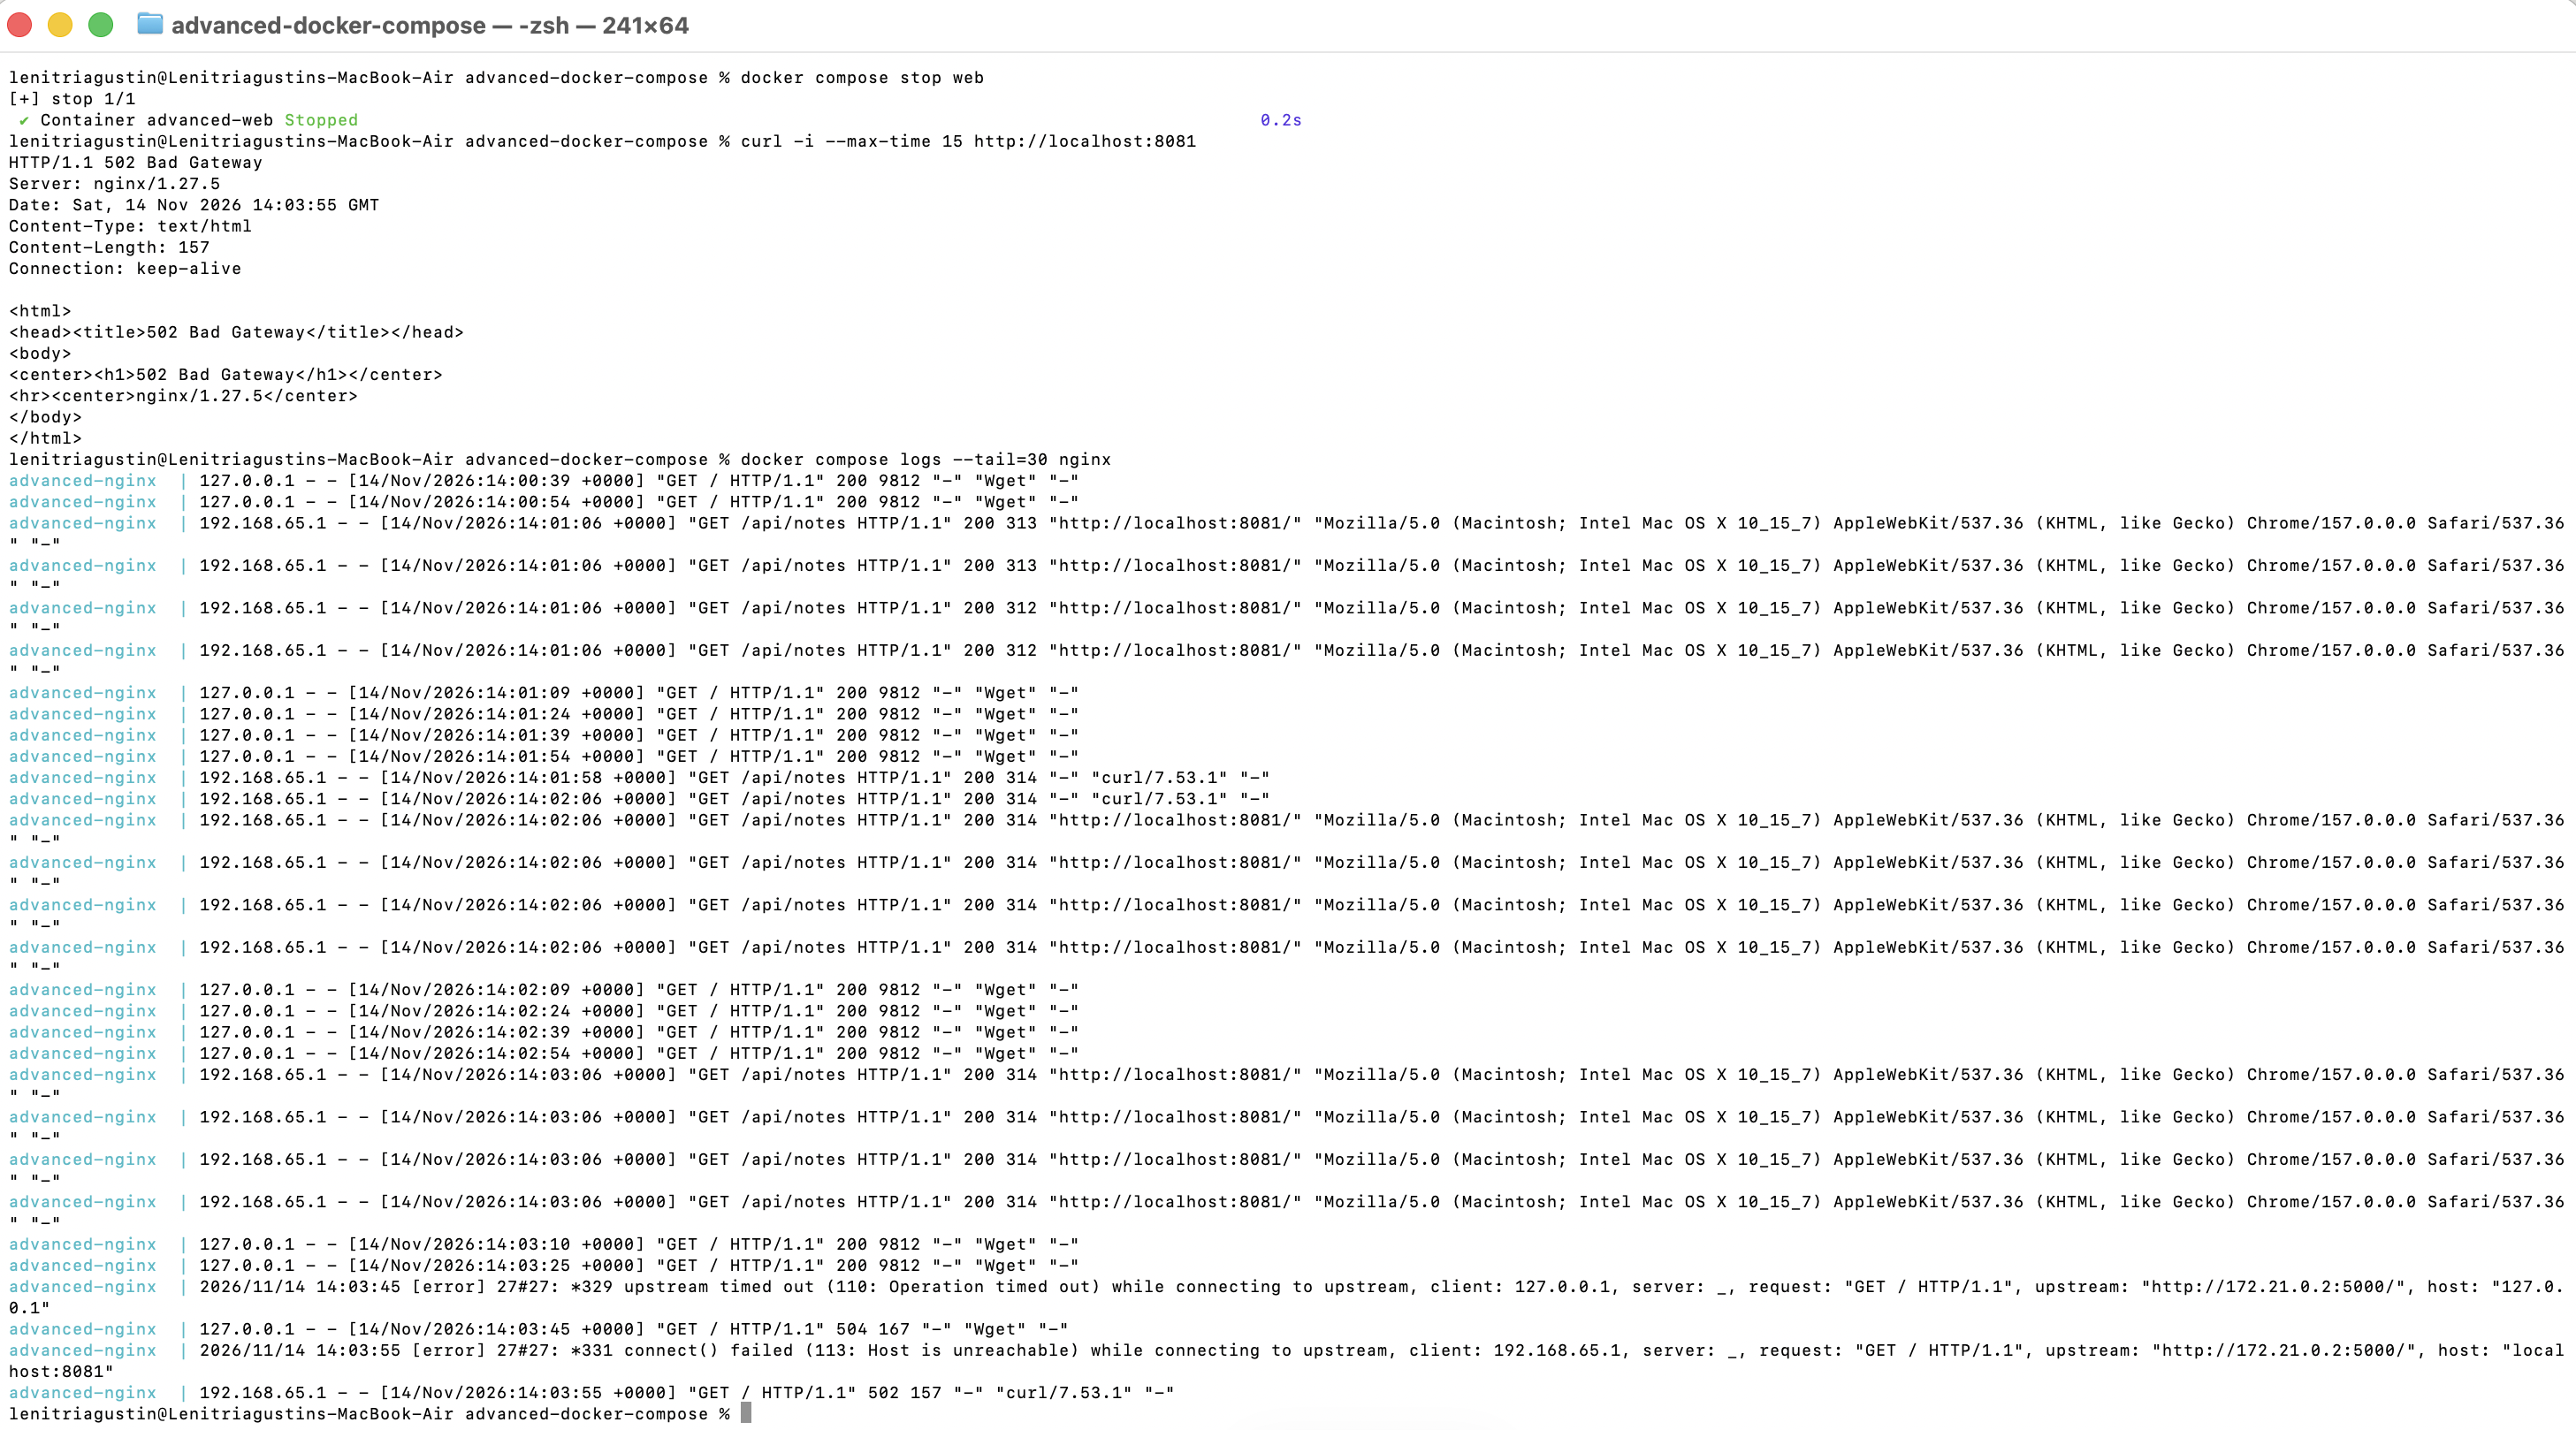 advanced-docker-compose — -zsh — 241×64
lenitriagustin@Lenitriagustins-MacBook-Air advanced-docker-compose % docker compose stop web
[+] stop 1/1
✔ Container advanced-web Stopped 0.2s
lenitriagustin@Lenitriagustins-MacBook-Air advanced-docker-compose % curl -i --max-time 15 http://localhost:8081
HTTP/1.1 502 Bad Gateway
Server: nginx/1.27.5
Date: Sat, 14 Nov 2026 14:03:55 GMT
Content-Type: text/html
Content-Length: 157
Connection: keep-alive
<html>
<head><title>502 Bad Gateway</title></head>
<body>
<center><h1>502 Bad Gateway</h1></center>
<hr><center>nginx/1.27.5</center>
</body>
</html>
lenitriagustin@Lenitriagustins-MacBook-Air advanced-docker-compose % docker compose logs --tail=30 nginx
advanced-nginx | 127.0.0.1 - - [14/Nov/2026:14:00:39 +0000] "GET / HTTP/1.1" 200 9812 "-" "Wget" "-"
advanced-nginx | 127.0.0.1 - - [14/Nov/2026:14:00:54 +0000] "GET / HTTP/1.1" 200 9812 "-" "Wget" "-"
advanced-nginx | 192.168.65.1 - - [14/Nov/2026:14:01:06 +0000] "GET /api/notes HTTP/1.1" 200 313 "http://localhost:8081/" "Mozilla/5.0 (Macintosh; Intel Mac OS X 10_15_7) AppleWebKit/537.36 (KHTML, like Gecko) Chrome/157.0.0.0 Safari/537.36
" "-"
advanced-nginx | 192.168.65.1 - - [14/Nov/2026:14:01:06 +0000] "GET /api/notes HTTP/1.1" 200 313 "http://localhost:8081/" "Mozilla/5.0 (Macintosh; Intel Mac OS X 10_15_7) AppleWebKit/537.36 (KHTML, like Gecko) Chrome/157.0.0.0 Safari/537.36
" "-"
advanced-nginx | 192.168.65.1 - - [14/Nov/2026:14:01:06 +0000] "GET /api/notes HTTP/1.1" 200 312 "http://localhost:8081/" "Mozilla/5.0 (Macintosh; Intel Mac OS X 10_15_7) AppleWebKit/537.36 (KHTML, like Gecko) Chrome/157.0.0.0 Safari/537.36
" "-"
advanced-nginx | 192.168.65.1 - - [14/Nov/2026:14:01:06 +0000] "GET /api/notes HTTP/1.1" 200 312 "http://localhost:8081/" "Mozilla/5.0 (Macintosh; Intel Mac OS X 10_15_7) AppleWebKit/537.36 (KHTML, like Gecko) Chrome/157.0.0.0 Safari/537.36
" "-"
advanced-nginx | 127.0.0.1 - - [14/Nov/2026:14:01:09 +0000] "GET / HTTP/1.1" 200 9812 "-" "Wget" "-"
advanced-nginx | 127.0.0.1 - - [14/Nov/2026:14:01:24 +0000] "GET / HTTP/1.1" 200 9812 "-" "Wget" "-"
advanced-nginx | 127.0.0.1 - - [14/Nov/2026:14:01:39 +0000] "GET / HTTP/1.1" 200 9812 "-" "Wget" "-"
advanced-nginx | 127.0.0.1 - - [14/Nov/2026:14:01:54 +0000] "GET / HTTP/1.1" 200 9812 "-" "Wget" "-"
advanced-nginx | 192.168.65.1 - - [14/Nov/2026:14:01:58 +0000] "GET /api/notes HTTP/1.1" 200 314 "-" "curl/7.53.1" "-"
advanced-nginx | 192.168.65.1 - - [14/Nov/2026:14:02:06 +0000] "GET /api/notes HTTP/1.1" 200 314 "-" "curl/7.53.1" "-"
advanced-nginx | 192.168.65.1 - - [14/Nov/2026:14:02:06 +0000] "GET /api/notes HTTP/1.1" 200 314 "http://localhost:8081/" "Mozilla/5.0 (Macintosh; Intel Mac OS X 10_15_7) AppleWebKit/537.36 (KHTML, like Gecko) Chrome/157.0.0.0 Safari/537.36
" "-"
advanced-nginx | 192.168.65.1 - - [14/Nov/2026:14:02:06 +0000] "GET /api/notes HTTP/1.1" 200 314 "http://localhost:8081/" "Mozilla/5.0 (Macintosh; Intel Mac OS X 10_15_7) AppleWebKit/537.36 (KHTML, like Gecko) Chrome/157.0.0.0 Safari/537.36
" "-"
advanced-nginx | 192.168.65.1 - - [14/Nov/2026:14:02:06 +0000] "GET /api/notes HTTP/1.1" 200 314 "http://localhost:8081/" "Mozilla/5.0 (Macintosh; Intel Mac OS X 10_15_7) AppleWebKit/537.36 (KHTML, like Gecko) Chrome/157.0.0.0 Safari/537.36
" "-"
advanced-nginx | 192.168.65.1 - - [14/Nov/2026:14:02:06 +0000] "GET /api/notes HTTP/1.1" 200 314 "http://localhost:8081/" "Mozilla/5.0 (Macintosh; Intel Mac OS X 10_15_7) AppleWebKit/537.36 (KHTML, like Gecko) Chrome/157.0.0.0 Safari/537.36
" "-"
advanced-nginx | 127.0.0.1 - - [14/Nov/2026:14:02:09 +0000] "GET / HTTP/1.1" 200 9812 "-" "Wget" "-"
advanced-nginx | 127.0.0.1 - - [14/Nov/2026:14:02:24 +0000] "GET / HTTP/1.1" 200 9812 "-" "Wget" "-"
advanced-nginx | 127.0.0.1 - - [14/Nov/2026:14:02:39 +0000] "GET / HTTP/1.1" 200 9812 "-" "Wget" "-"
advanced-nginx | 127.0.0.1 - - [14/Nov/2026:14:02:54 +0000] "GET / HTTP/1.1" 200 9812 "-" "Wget" "-"
advanced-nginx | 192.168.65.1 - - [14/Nov/2026:14:03:06 +0000] "GET /api/notes HTTP/1.1" 200 314 "http://localhost:8081/" "Mozilla/5.0 (Macintosh; Intel Mac OS X 10_15_7) AppleWebKit/537.36 (KHTML, like Gecko) Chrome/157.0.0.0 Safari/537.36
" "-"
advanced-nginx | 192.168.65.1 - - [14/Nov/2026:14:03:06 +0000] "GET /api/notes HTTP/1.1" 200 314 "http://localhost:8081/" "Mozilla/5.0 (Macintosh; Intel Mac OS X 10_15_7) AppleWebKit/537.36 (KHTML, like Gecko) Chrome/157.0.0.0 Safari/537.36
" "-"
advanced-nginx | 192.168.65.1 - - [14/Nov/2026:14:03:06 +0000] "GET /api/notes HTTP/1.1" 200 314 "http://localhost:8081/" "Mozilla/5.0 (Macintosh; Intel Mac OS X 10_15_7) AppleWebKit/537.36 (KHTML, like Gecko) Chrome/157.0.0.0 Safari/537.36
" "-"
advanced-nginx | 192.168.65.1 - - [14/Nov/2026:14:03:06 +0000] "GET /api/notes HTTP/1.1" 200 314 "http://localhost:8081/" "Mozilla/5.0 (Macintosh; Intel Mac OS X 10_15_7) AppleWebKit/537.36 (KHTML, like Gecko) Chrome/157.0.0.0 Safari/537.36
" "-"
advanced-nginx | 127.0.0.1 - - [14/Nov/2026:14:03:10 +0000] "GET / HTTP/1.1" 200 9812 "-" "Wget" "-"
advanced-nginx | 127.0.0.1 - - [14/Nov/2026:14:03:25 +0000] "GET / HTTP/1.1" 200 9812 "-" "Wget" "-"
advanced-nginx | 2026/11/14 14:03:45 [error] 27#27: *329 upstream timed out (110: Operation timed out) while connecting to upstream, client: 127.0.0.1, server: _, request: "GET / HTTP/1.1", upstream: "http://172.21.0.2:5000/", host: "127.0.
0.1"
advanced-nginx | 127.0.0.1 - - [14/Nov/2026:14:03:45 +0000] "GET / HTTP/1.1" 504 167 "-" "Wget" "-"
advanced-nginx | 2026/11/14 14:03:55 [error] 27#27: *331 connect() failed (113: Host is unreachable) while connecting to upstream, client: 192.168.65.1, server: _, request: "GET / HTTP/1.1", upstream: "http://172.21.0.2:5000/", host: "local
host:8081"
advanced-nginx | 192.168.65.1 - - [14/Nov/2026:14:03:55 +0000] "GET / HTTP/1.1" 502 157 "-" "curl/7.53.1" "-"
lenitriagustin@Lenitriagustins-MacBook-Air advanced-docker-compose %